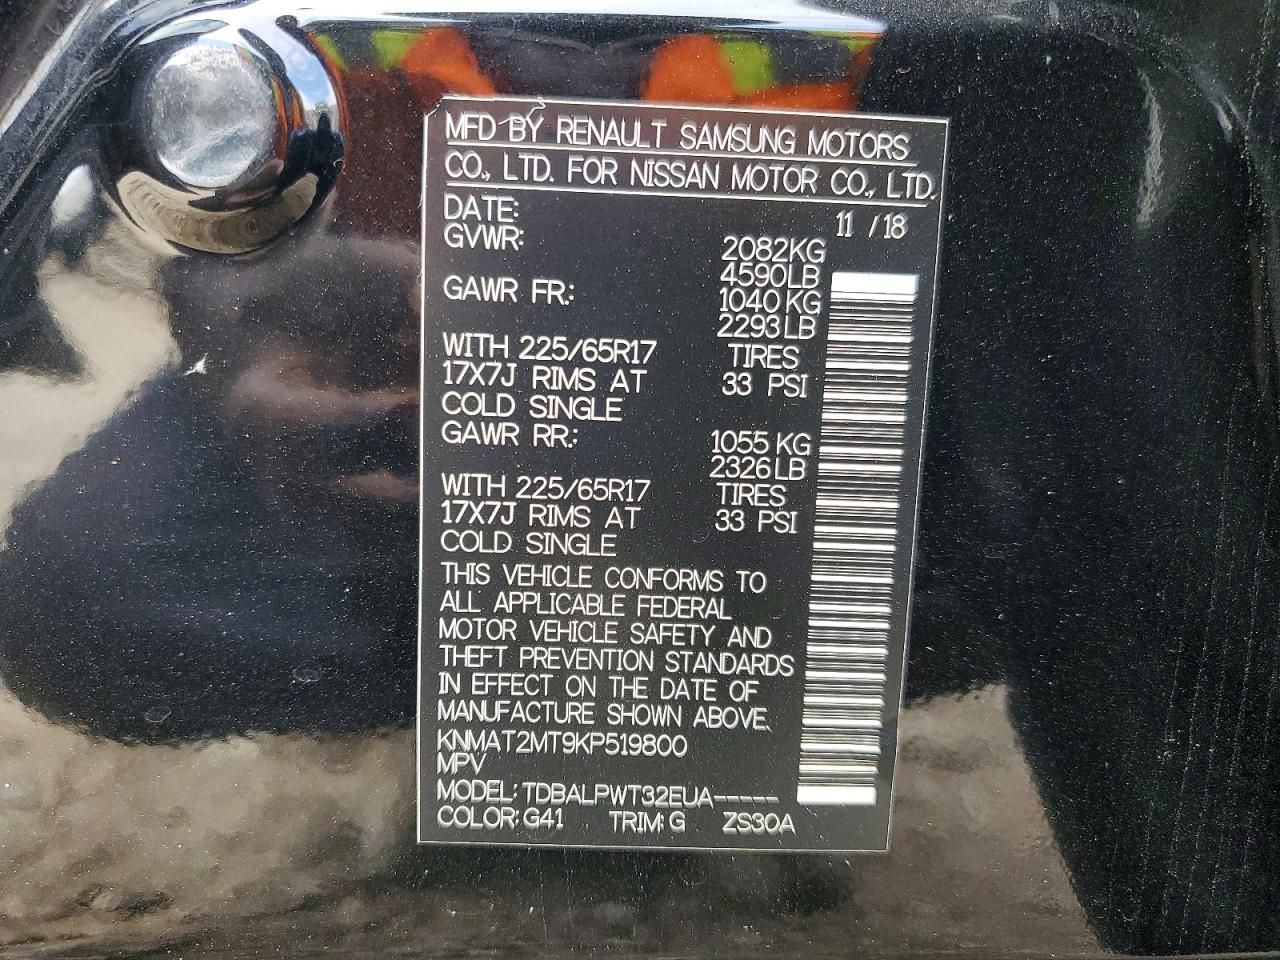 MFD BY RENAULT SAMSUNG MOTORS
CO., LTD. FOR NISSAN MOTOR CO., LTD.
DATE: 11 / 18
GVWR: 2082KG
4590LB
GAWR FR.: 1040 KG
2293 LB
WITH 225/65R17 TIRES
17X7J RIMS AT 33 PSI
COLD SINGLE
GAWR RR.: 1055 KG
2326 LB
WITH 225/65R17 TIRES
17X7J RIMS AT 33 PSI
COLD SINGLE
THIS VEHICLE CONFORMS TO
ALL APPLICABLE FEDERAL
MOTOR VEHICLE SAFETY AND
THEFT PREVENTION STANDARDS
IN EFFECT ON THE DATE OF
MANUFACTURE SHOWN ABOVE.
KNMAT2MT9KP519800
MPV
MODEL: TDBALPWT32EUA-----
COLOR: G41 TRIM: G ZS30A